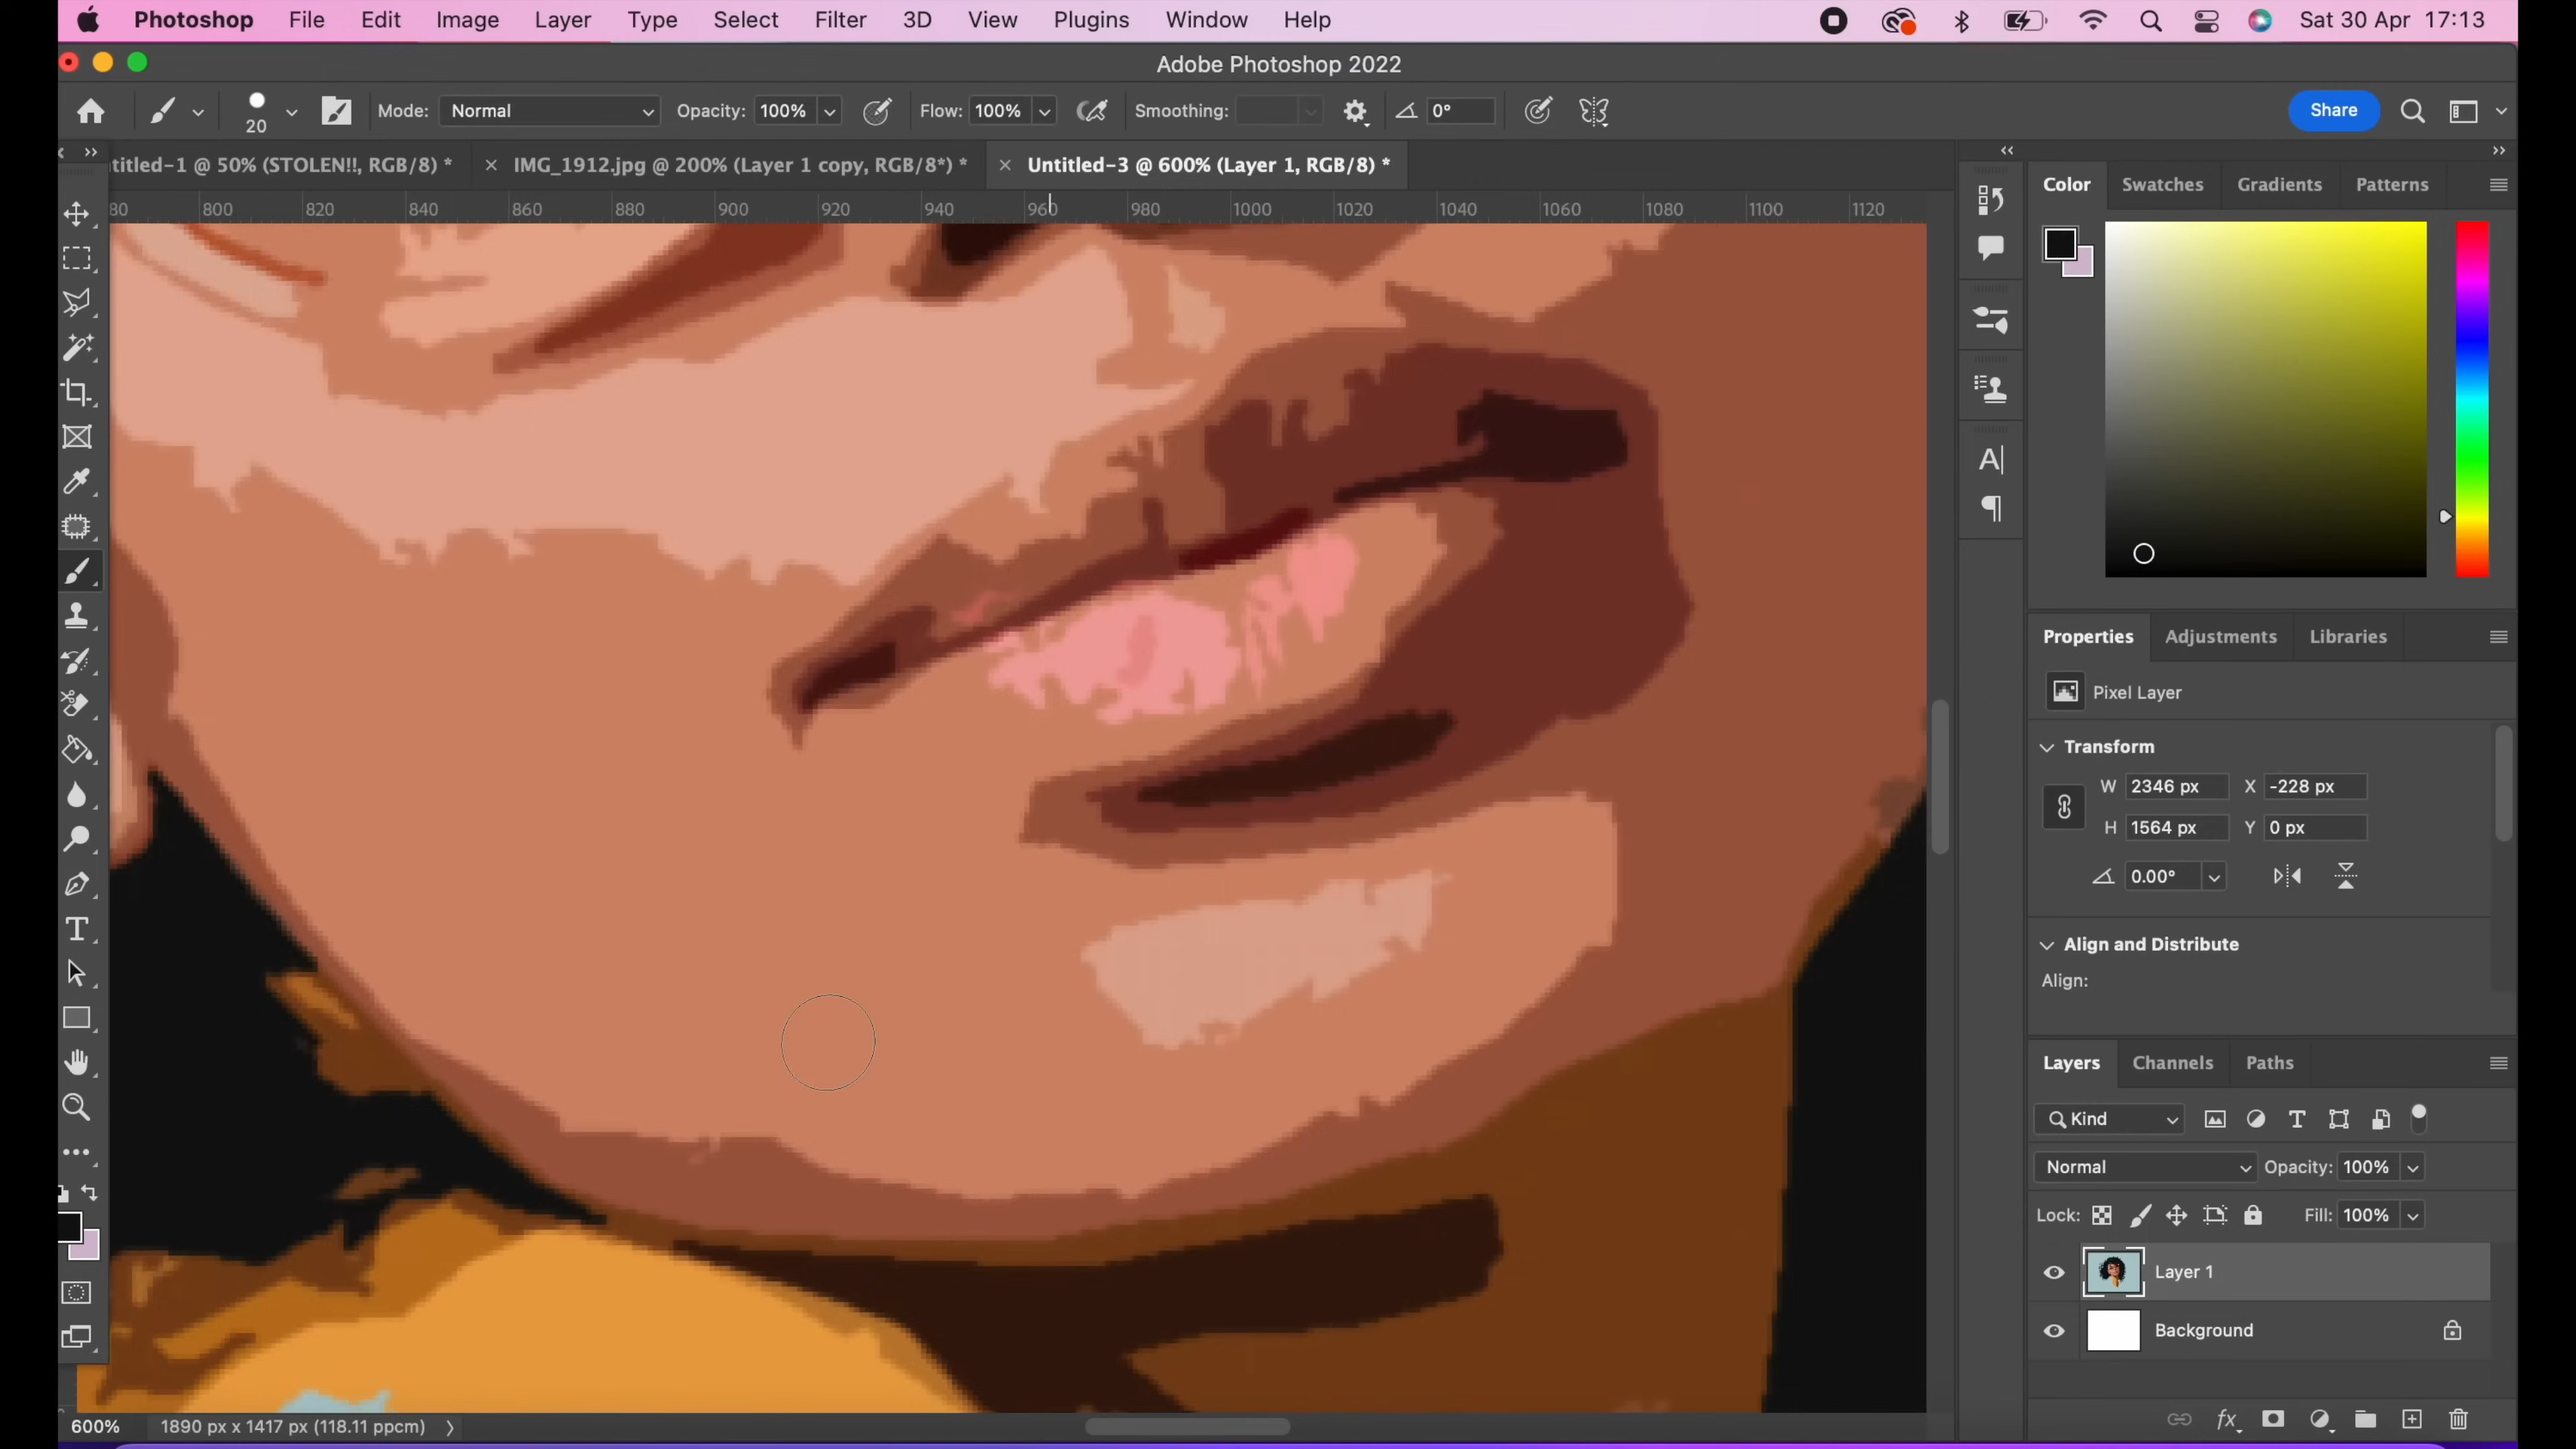 Photoshop File Edit Image Layer Type Select Filter 3D View Plugins Window Help Sat 30 Apr 17:13
Adobe Photoshop 2022
20 Mode: Normal Opacity: 100% Flow: 100% Smoothing: 0° Share
titled-1 @ 50% (STOLEN!!, RGB/8) * IMG_1912.jpg @ 200% (Layer 1 copy, RGB/8*) * Untitled-3 @ 600% (Layer 1, RGB/8) *
80 800 820 840 860 880 900 920 940 960 980 1000 1020 1040 1060 1080 1100 1120
Color Swatches Gradients Patterns
Properties Adjustments Libraries
Pixel Layer
Transform
W 2346 px X -228 px
H 1564 px Y 0 px
0.00°
Align and Distribute
Align:
Layers Channels Paths
Kind
Normal Opacity: 100%
Lock: Fill: 100%
Layer 1
Background
600% 1890 px x 1417 px (118.11 ppcm)